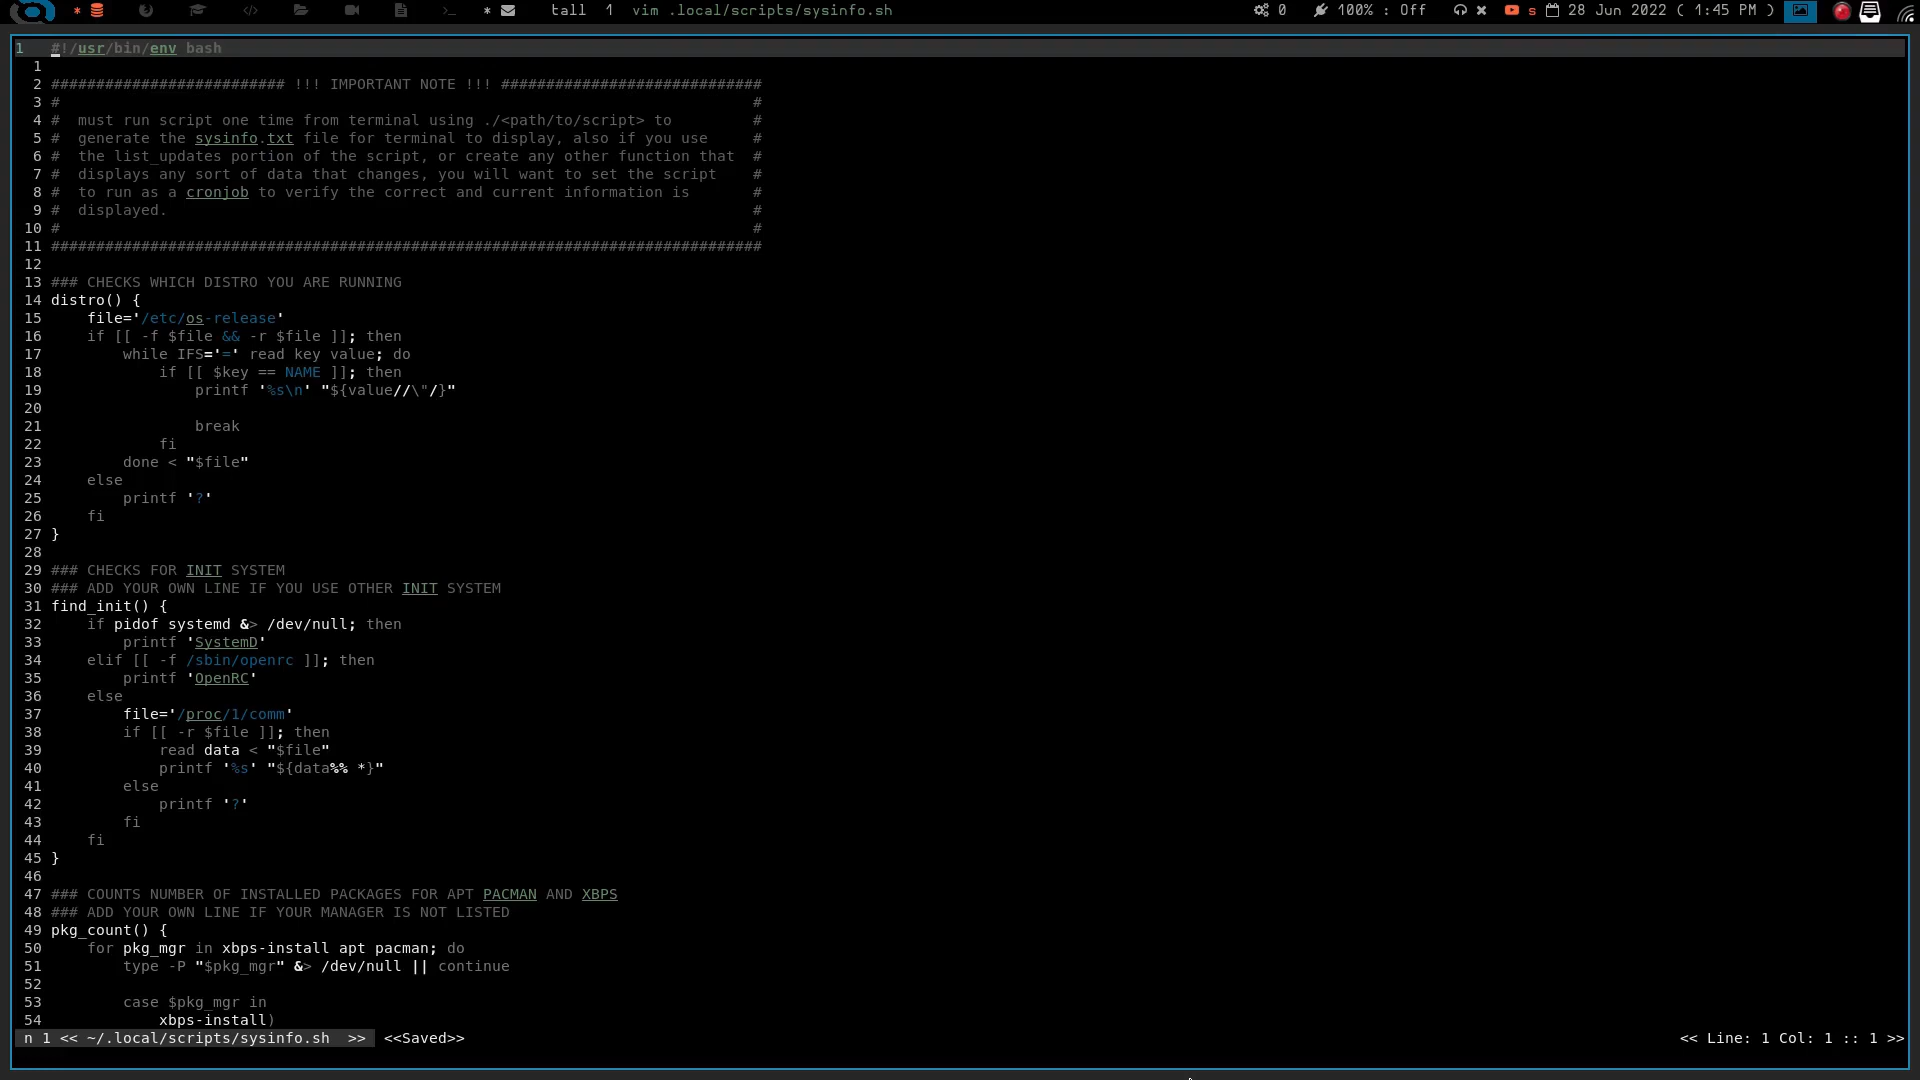 * * tall 1 vim .local/scripts/sysinfo.sh 0 100% : Off × s 28 Jun 2022 ( 1:45 PM )
1 #!/usr/bin/env bash
1
2 ########################## !!! IMPORTANT NOTE !!! #############################
3 # #
4 # must run script one time from terminal using ./<path/to/script> to #
5 # generate the sysinfo.txt file for terminal to display, also if you use #
6 # the list_updates portion of the script, or create any other function that #
7 # displays any sort of data that changes, you will want to set the script #
8 # to run as a cronjob to verify the correct and current information is #
9 # displayed. #
10 # #
11 ###############################################################################
12
13 ### CHECKS WHICH DISTRO YOU ARE RUNNING
14 distro() {
15     file='/etc/os-release'
16     if [[ -f $file && -r $file ]]; then
17         while IFS='=' read key value; do
18             if [[ $key == NAME ]]; then
19                 printf '%s\n' "${value//\"/}"
20
21                 break
22             fi
23         done < "$file"
24     else
25         printf '?'
26     fi
27 }
28
29 ### CHECKS FOR INIT SYSTEM
30 ### ADD YOUR OWN LINE IF YOU USE OTHER INIT SYSTEM
31 find_init() {
32     if pidof systemd &> /dev/null; then
33         printf 'SystemD'
34     elif [[ -f /sbin/openrc ]]; then
35         printf 'OpenRC'
36     else
37         file='/proc/1/comm'
38         if [[ -r $file ]]; then
39             read data < "$file"
40             printf '%s' "${data%% *}"
41         else
42             printf '?'
43         fi
44     fi
45 }
46
47 ### COUNTS NUMBER OF INSTALLED PACKAGES FOR APT PACMAN AND XBPS
48 ### ADD YOUR OWN LINE IF YOUR MANAGER IS NOT LISTED
49 pkg_count() {
50     for pkg_mgr in xbps-install apt pacman; do
51         type -P "$pkg_mgr" &> /dev/null || continue
52
53         case $pkg_mgr in
54             xbps-install)
n 1 << ~/.local/scripts/sysinfo.sh >> <<Saved>> << Line: 1 Col: 1 :: 1 >>